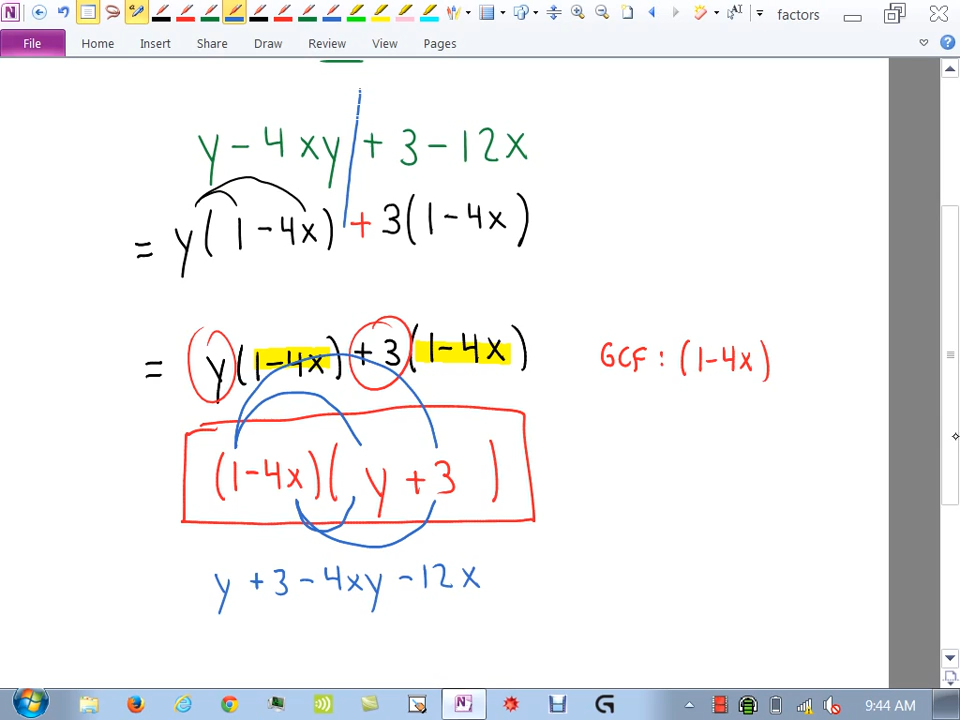 factors
File Home Insert Share Draw Review View Pages
y - 4xy + 3 - 12x
= y(1 - 4x) + 3(1 - 4x)
= y(1 - 4x) + 3(1 - 4x)
GCF : (1 - 4x)
(1 - 4x)( y + 3 )
y + 3 - 4xy - 12x
9:44 AM